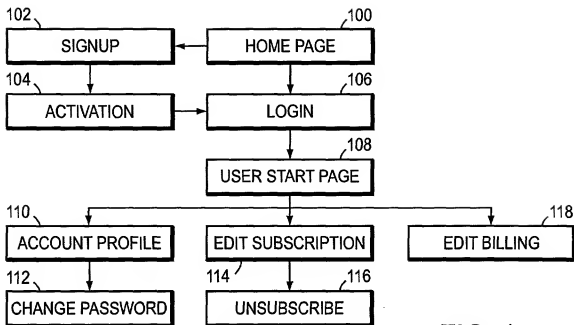 102 100
SIGNUP HOME PAGE
104 106
ACTIVATION LOGIN
108
USER START PAGE
110 118
ACCOUNT PROFILE EDIT SUBSCRIPTION EDIT BILLING
112 114 116
CHANGE PASSWORD UNSUBSCRIBE